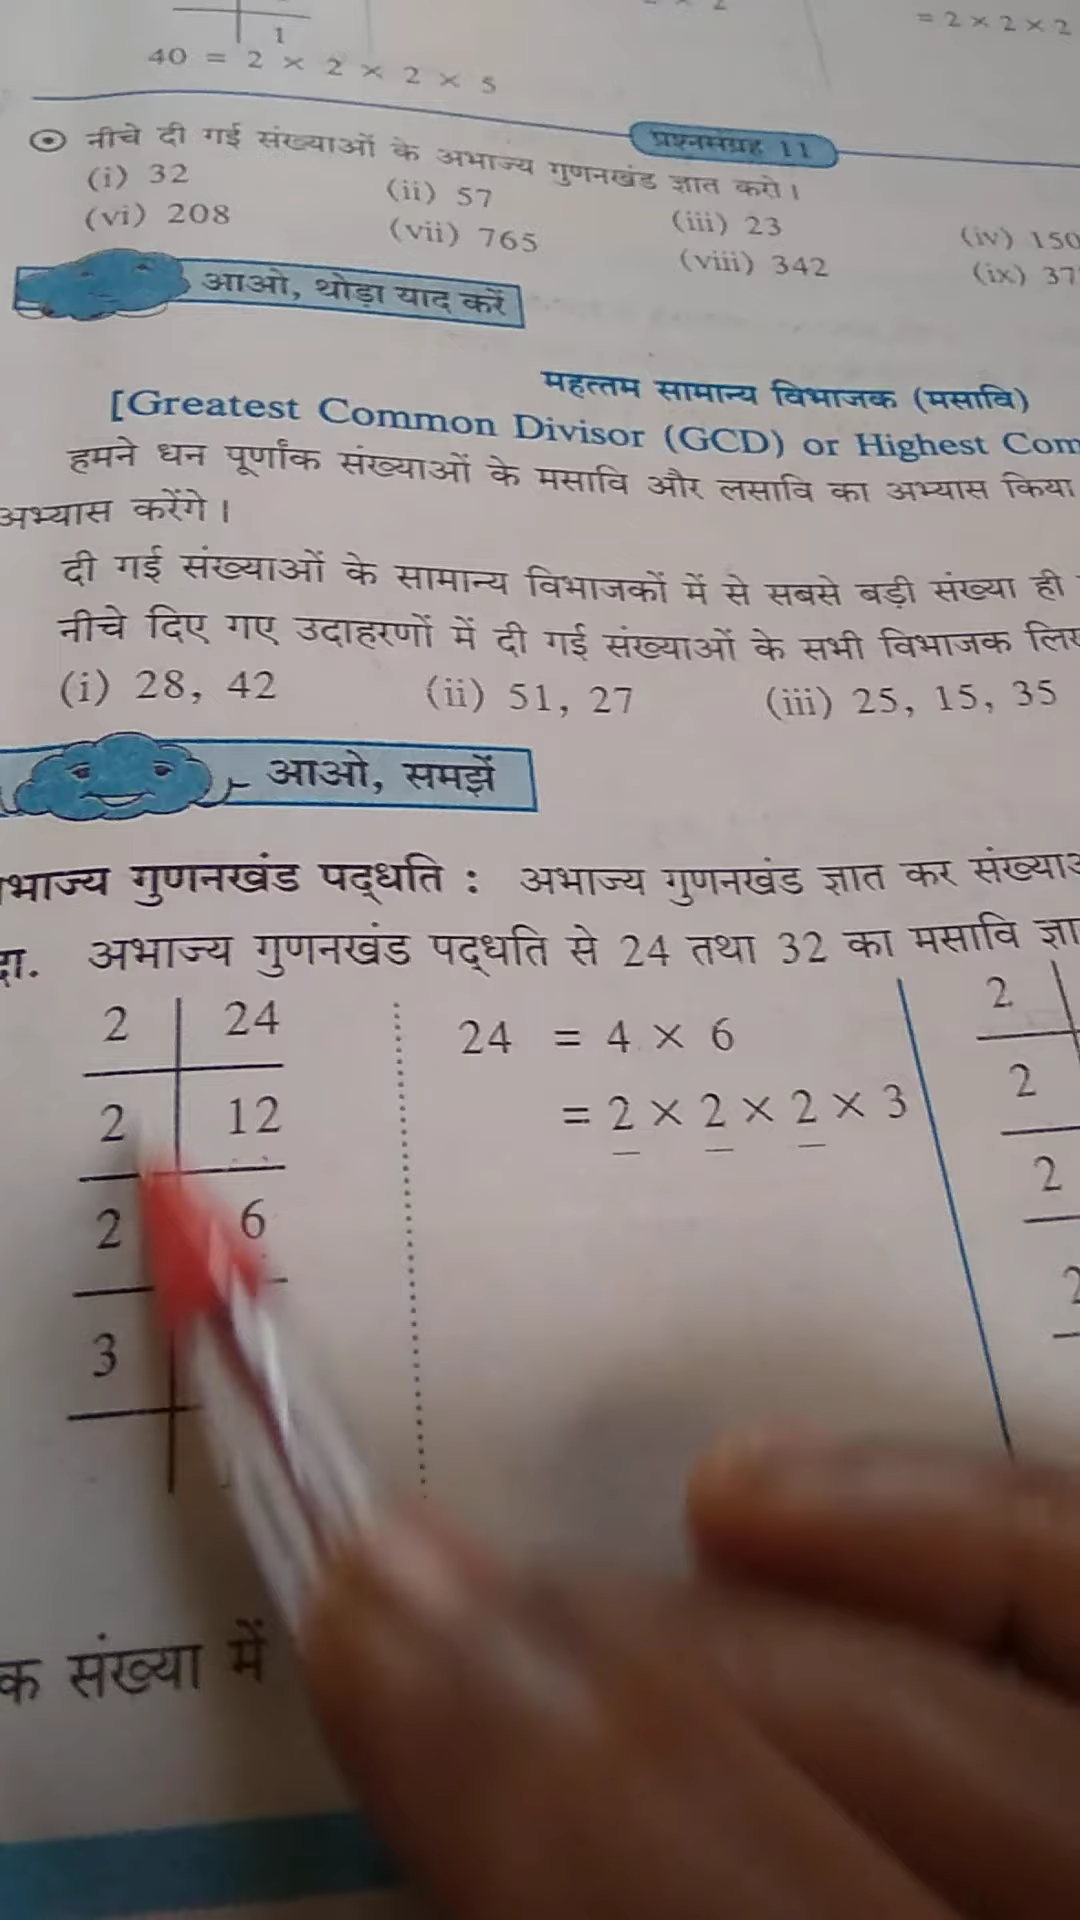 1
= 2 × 2 × 2
40 = 2 × 2 × 2 × 5
प्रश्नसंग्रह 11
नीचे दी गई संख्याओं के अभाज्य गुणनखंड ज्ञात करो।
(i) 32 (ii) 57 (iii) 23 (iv) 150
(vi) 208 (vii) 765 (viii) 342 (ix) 37
आओ, थोड़ा याद करें
महत्तम सामान्य विभाजक (मसावि)
[Greatest Common Divisor (GCD) or Highest Com
हमने धन पूर्णांक संख्याओं के मसावि और लसावि का अभ्यास किया
अभ्यास करेंगे।
दी गई संख्याओं के सामान्य विभाजकों में से सबसे बड़ी संख्या ही
नीचे दिए गए उदाहरणों में दी गई संख्याओं के सभी विभाजक लि
(i) 28, 42 (ii) 51, 27 (iii) 25, 15, 35
आओ, समझें
भाज्य गुणनखंड पद्धति : अभाज्य गुणनखंड ज्ञात कर संख्या
दा. अभाज्य गुणनखंड पद्धति से 24 तथा 32 का मसावि ज्ञा
2 24 24 = 4 × 6 2
2 12 = 2 × 2 × 2 × 3 2
2 6 2
3 2
क संख्या में